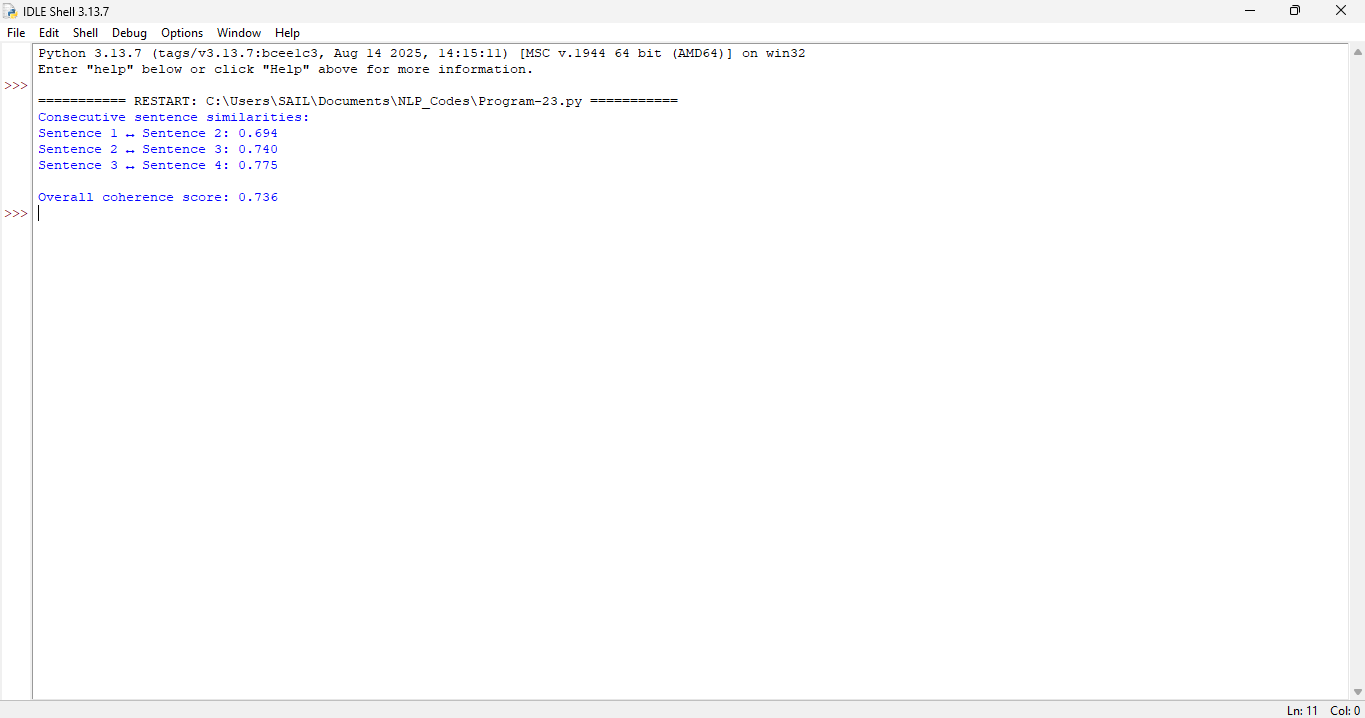 IDLE Shell 3.13.7
File Edit Shell Debug Options Window Help
Python 3.13.7 (tags/v3.13.7:bcee1c3, Aug 14 2025, 14:15:11) [MSC v.1944 64 bit (AMD64)] on win32
Enter "help" below or click "Help" above for more information.
>>>
=========== RESTART: C:\Users\SAIL\Documents\NLP_Codes\Program-23.py ===========
Consecutive sentence similarities:
Sentence 1 ↔ Sentence 2: 0.694
Sentence 2 ↔ Sentence 3: 0.740
Sentence 3 ↔ Sentence 4: 0.775
Overall coherence score: 0.736
>>>
Ln: 11 Col: 0